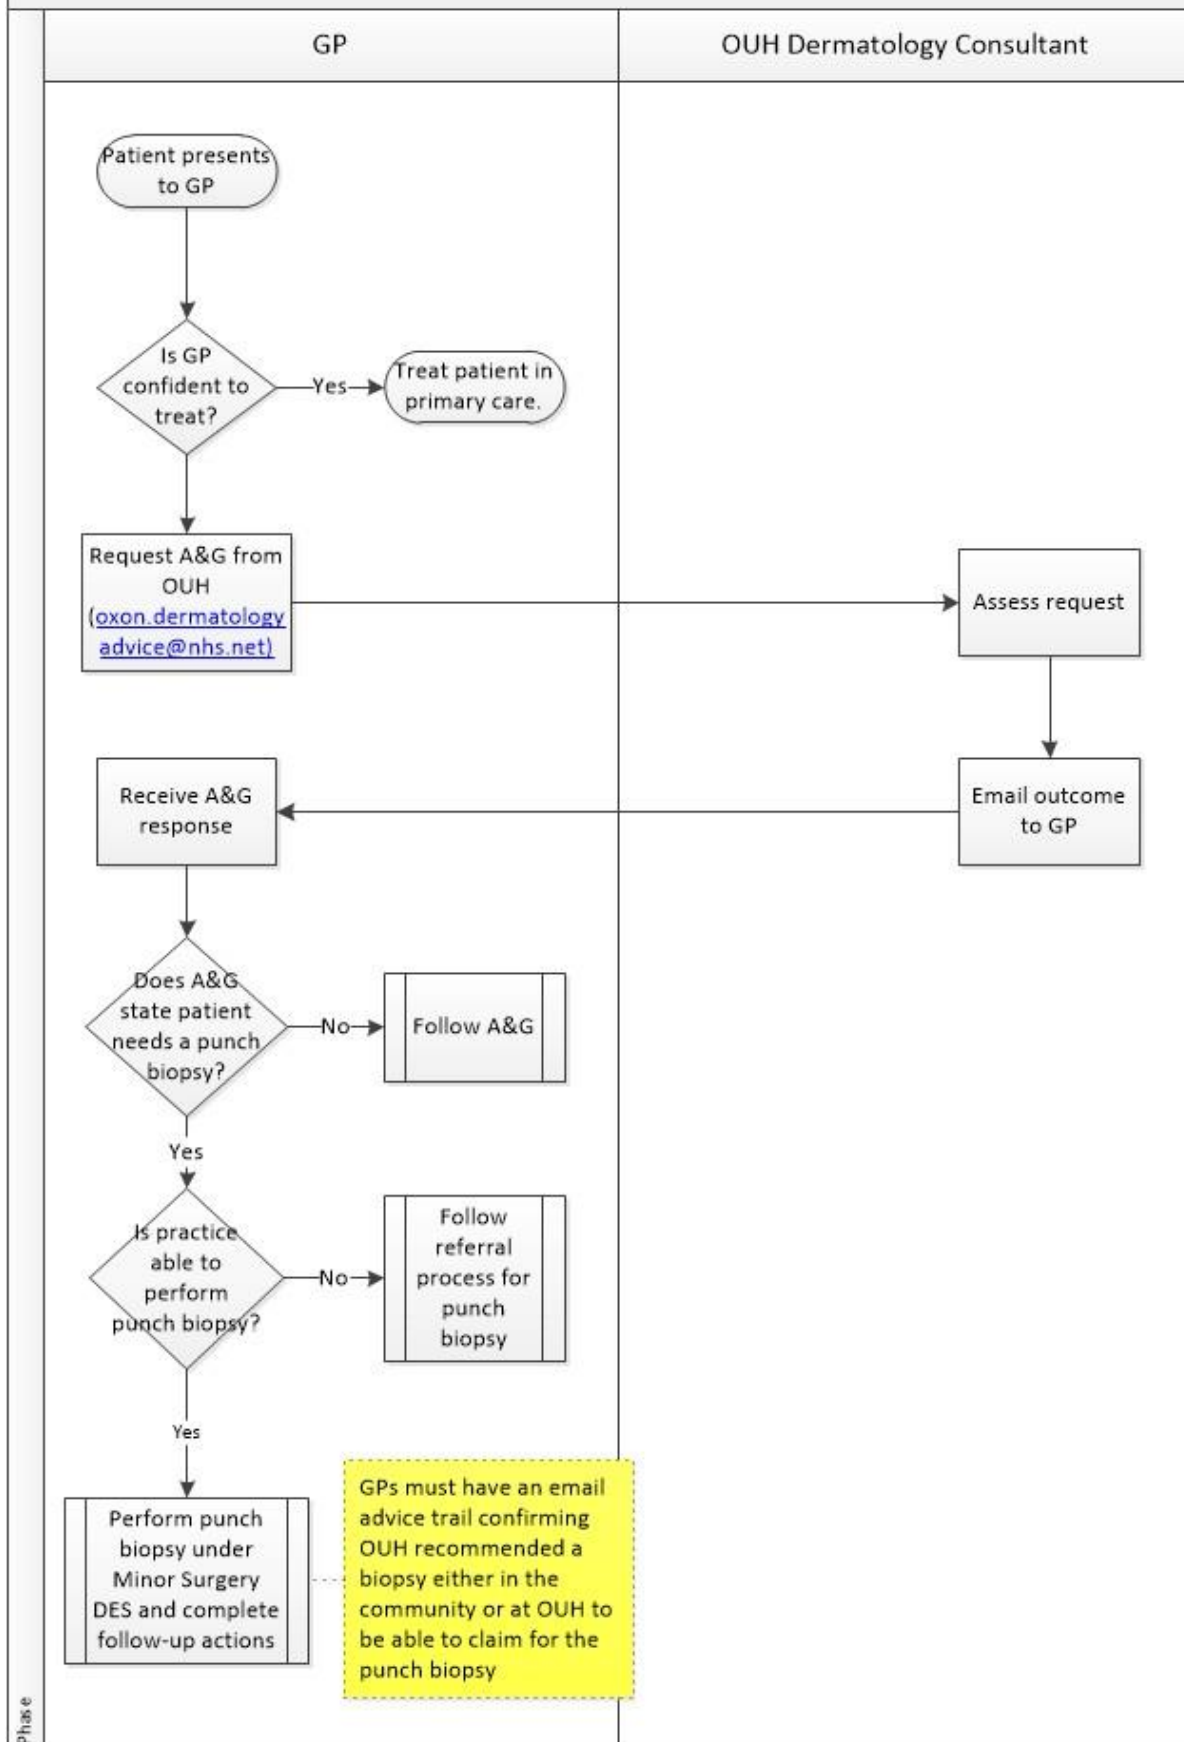 GP
OUH Dermatology Consultant
Patient presents
to GP
Is GP
confident to
treat?
Yes
Treat patient in
primary care.
Request A&G from
OUH
(oxon.dermatology
advice@nhs.net)
Assess request
Receive A&G
response
Email outcome
to GP
Does A&G
state patient
needs a punch
biopsy?
No
Follow A&G
Yes
Is practice
able to
perform
punch biopsy?
No
Follow
referral
process for
punch
biopsy
Yes
Perform punch
biopsy under
Minor Surgery
DES and complete
follow-up actions
GPs must have an email
advice trail confirming
OUH recommended a
biopsy either in the
community or at OUH to
be able to claim for the
punch biopsy
Phase